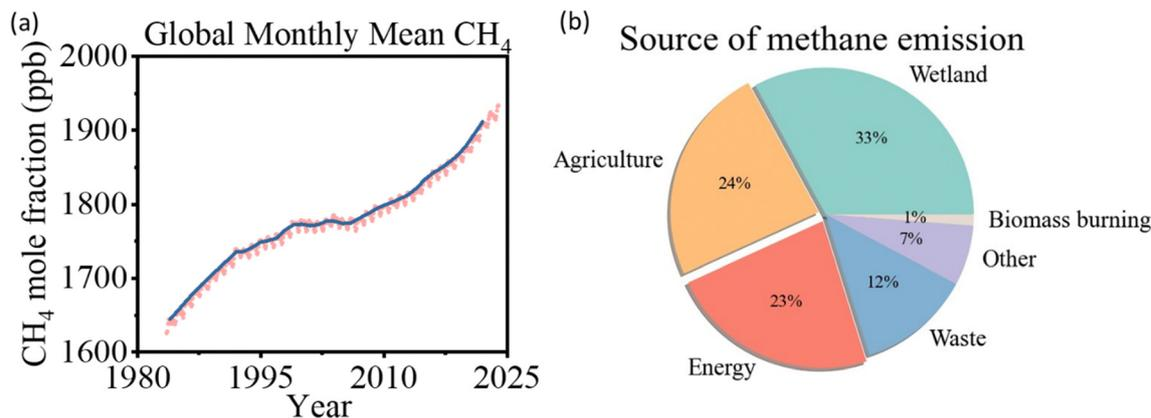 (a)
Global Monthly Mean CH₄
CH₄ mole fraction (ppb)
2000
1900
1800
1700
1600
1980
1995
2010
2025
Year
(b)
Source of methane emission
Wetland
33%
Agriculture
24%
1%
Biomass burning
7%
Other
12%
23%
Waste
Energy